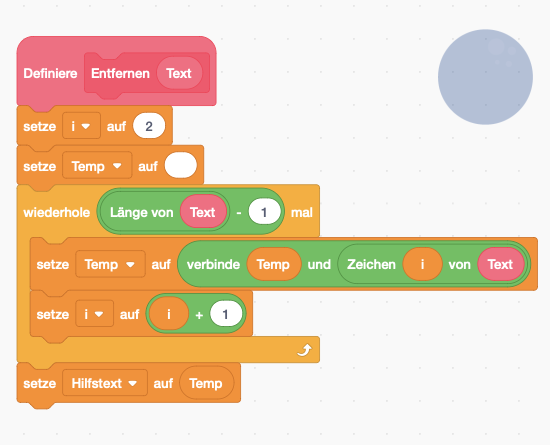 Definiere Entfernen Text
setze i auf 2
setze Temp auf
wiederhole Länge von Text - 1 mal
setze Temp auf verbinde Temp und Zeichen i von Text
setze i auf i + 1
setze Hilfstext auf Temp